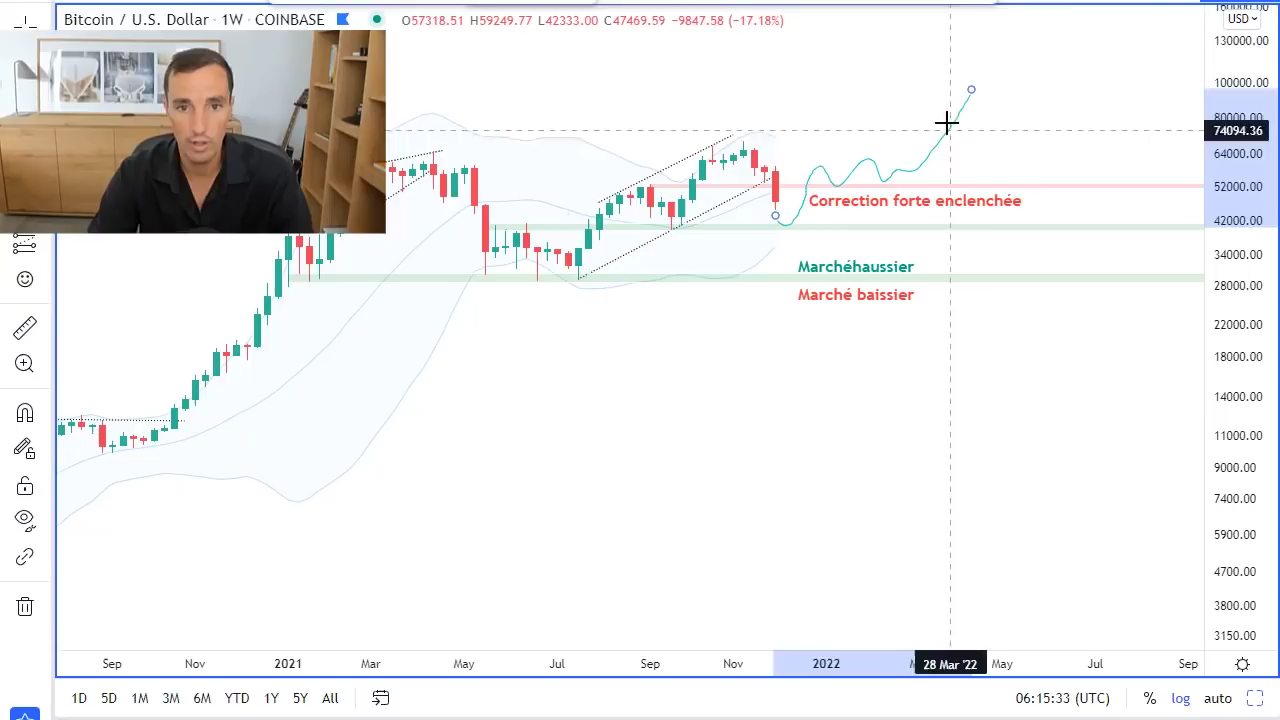 Bitcoin / U.S. Dollar · 1W · COINBASE O57318.51 H59249.77 L42333.00 C47469.59 −9847.58 (−17.18%)
USD
130000.00
100000.00
80000.00
74094.36
64000.00
52000.00
42000.00
34000.00
28000.00
22000.00
18000.00
14000.00
11000.00
9000.00
7400.00
5900.00
4700.00
3800.00
3150.00
Correction forte enclenchée
Marchéhaussier
Marché baissier
Sep Nov 2021 Mar May Jul Sep Nov 2022 28 Mar '22 May Jul Sep
1D 5D 1M 3M 6M YTD 1Y 5Y All 06:15:33 (UTC) % log auto